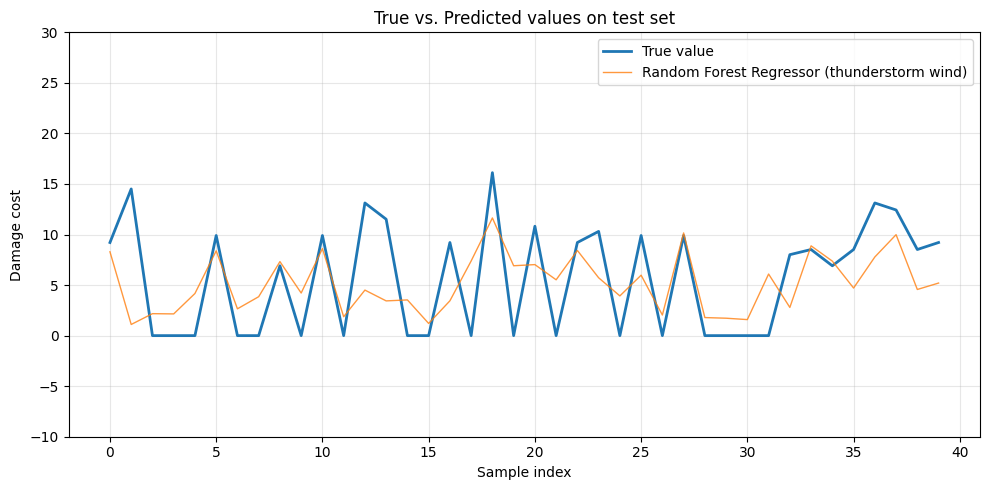 True vs. Predicted values on test set
True value
Random Forest Regressor (thunderstorm wind)
Damage cost
30
25
20
15
10
5
0
−5
−10
0 5 10 15 20 25 30 35 40
Sample index